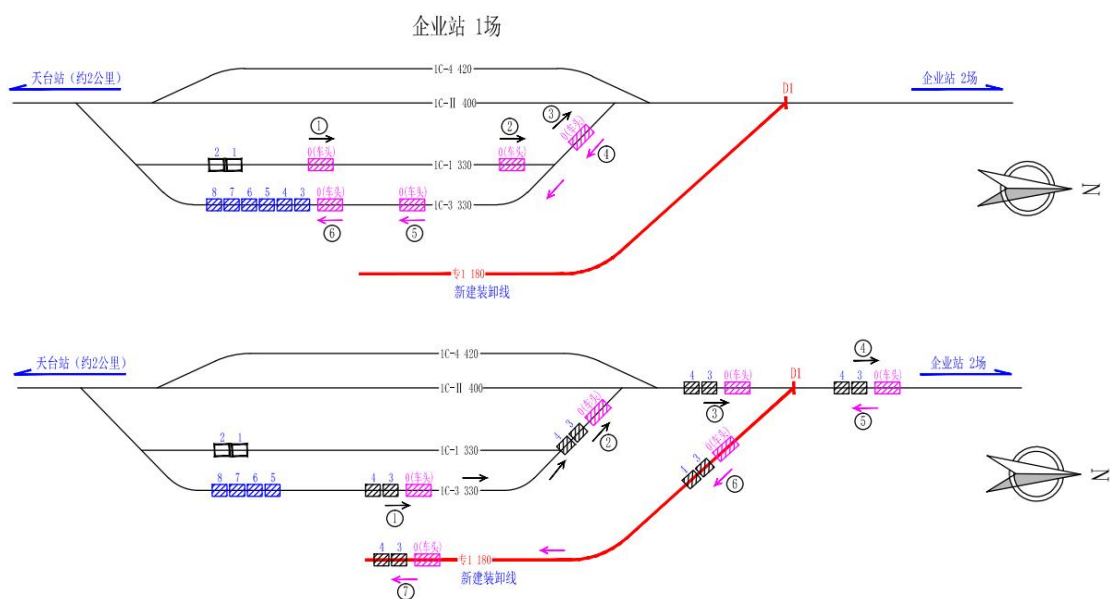 企业站 1场
天台站（约2公里）
1C-4 420
企业站 2场
D1
1C-Ⅱ 400
① ② ③ ④
0(车头) 0(车头) 0(车头)
2 1
1C-1 330
8 7 6 5 4 3 0(车头) 0(车头)
1C-3 330
⑥ ⑤
N
专1 180
新建装卸线
天台站（约2公里）
1C-4 420
④
企业站 2场
D1
4 3 0(车头)
4 3 0(车头)
1C-Ⅱ 400
③ ⑤
4 3 0(车头)
②
2 1
1C-1 330
4 3 0(车头)
⑥
8 7 6 5
4 3 0(车头)
1C-3 330
①
N
4 3 0(车头)
专1 180
新建装卸线
⑦